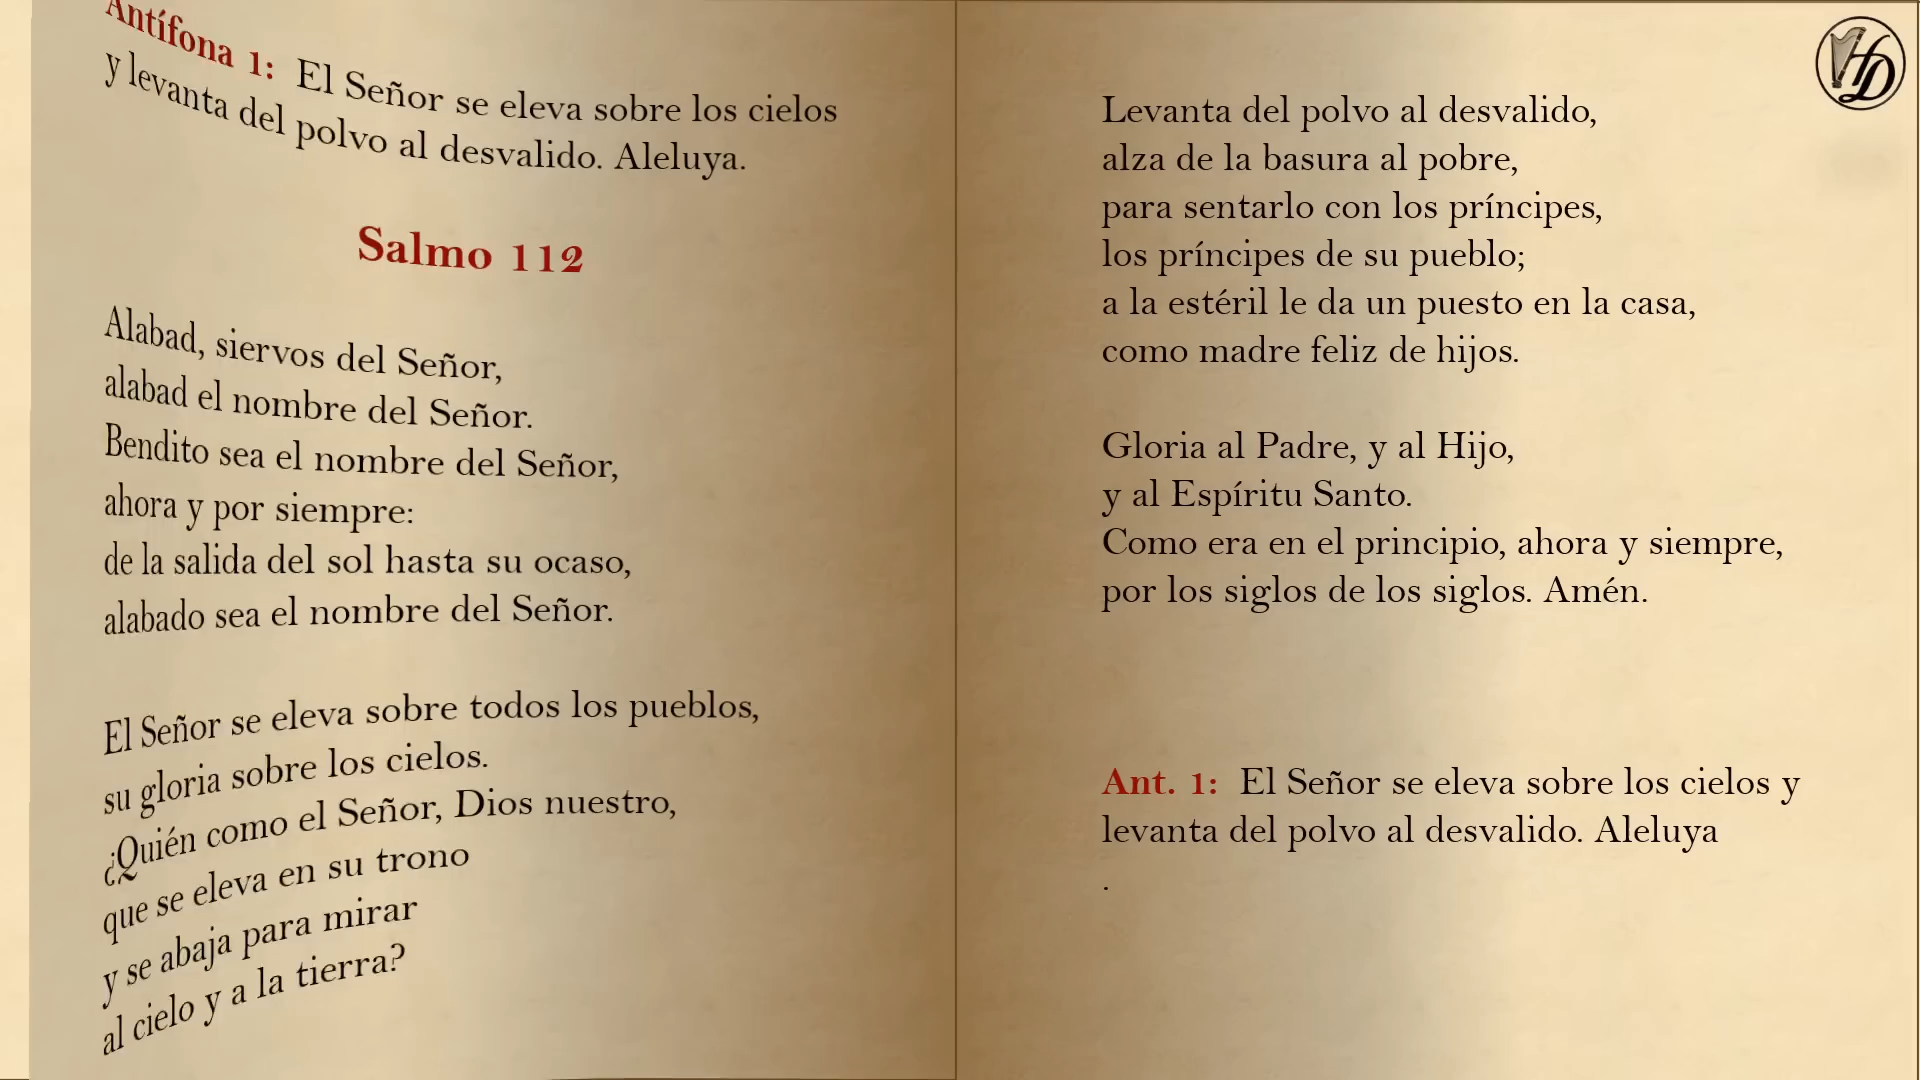 Antífona 1: El Señor se eleva sobre los cielos
y levanta del polvo al desvalido. Aleluya.
Salmo 112
Alabad, siervos del Señor,
alabad el nombre del Señor.
Bendito sea el nombre del Señor,
ahora y por siempre:
de la salida del sol hasta su ocaso,
alabado sea el nombre del Señor.
El Señor se eleva sobre todos los pueblos,
su gloria sobre los cielos.
¿Quién como el Señor, Dios nuestro,
que se eleva en su trono
y se abaja para mirar
al cielo y a la tierra?
HD
Levanta del polvo al desvalido,
alza de la basura al pobre,
para sentarlo con los príncipes,
los príncipes de su pueblo;
a la estéril le da un puesto en la casa,
como madre feliz de hijos.
Gloria al Padre, y al Hijo,
y al Espíritu Santo.
Como era en el principio, ahora y siempre,
por los siglos de los siglos. Amén.
Ant. 1: El Señor se eleva sobre los cielos y
levanta del polvo al desvalido. Aleluya
.